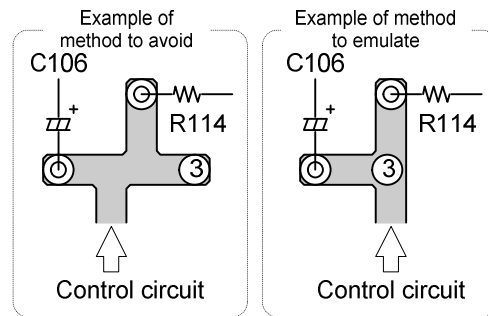 Example of
method to avoid
C106
+
R114
3
Control circuit
Example of method
to emulate
C106
+
R114
3
Control circuit